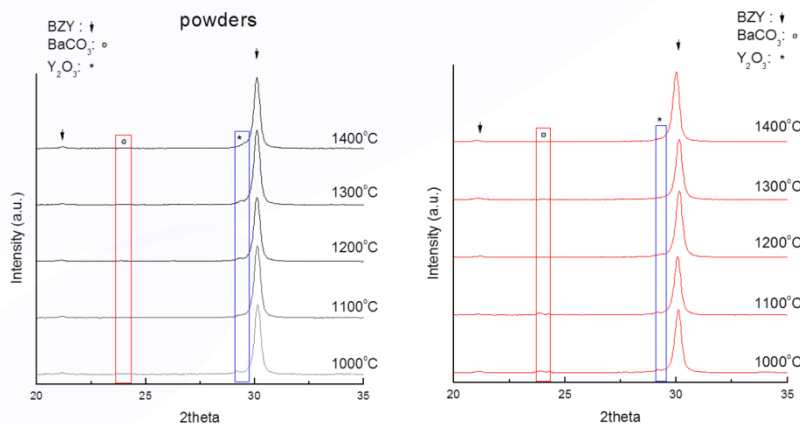 powders
BZY :
BaCO₃:
Y₂O₃: *
*
1400°C
1300°C
1200°C
1100°C
1000°C
Intensity (a.u.)
20 25 30 35
2theta
BZY :
BaCO₃:
Y₂O₃: *
*
1400°C
1300°C
1200°C
1100°C
1000°C
Intensity (a.u.)
20 25 30 35
2theta